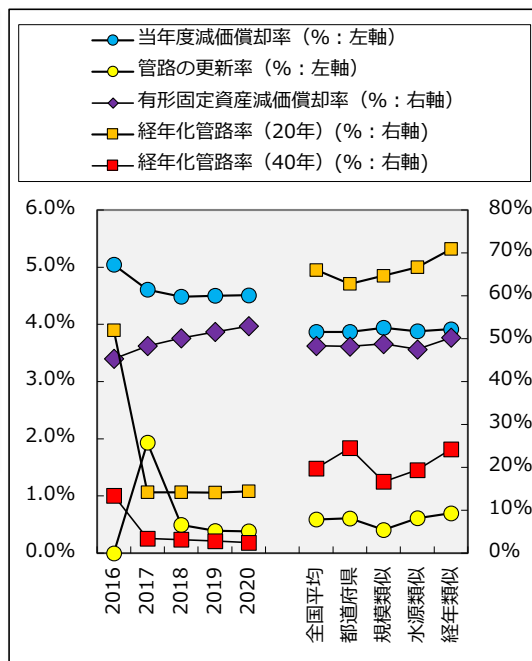 当年度減価償却率（%：左軸）
管路の更新率（%：左軸）
有形固定資産減価償却率（%：右軸）
経年化管路率（20年）(%：右軸)
経年化管路率（40年）(%：右軸)
6.0%
5.0%
4.0%
3.0%
2.0%
1.0%
0.0%
80%
70%
60%
50%
40%
30%
20%
10%
0%
2016
2017
2018
2019
2020
全国平均
都道府県
規模類似
水源類似
経年類似